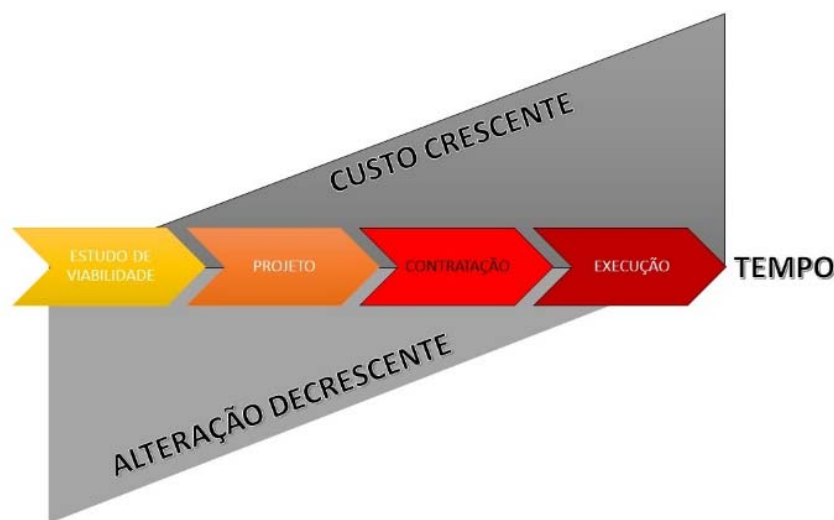 CUSTO CRESCENTE
ESTUDO DE
VIABILIDADE
PROJETO
CONTRATAÇÃO
EXECUÇÃO
TEMPO
ALTERAÇÃO DECRESCENTE